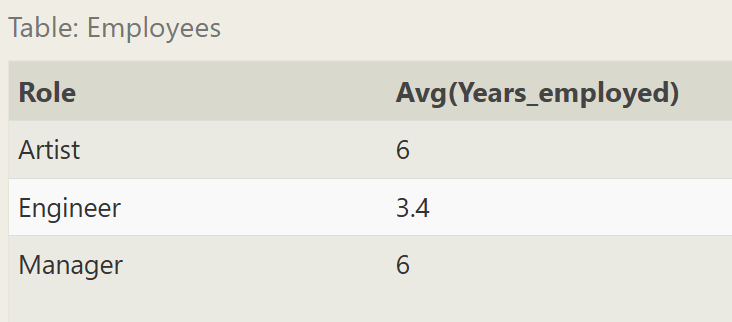 Table: Employees
Role Avg(Years_employed)
Artist 6
Engineer 3.4
Manager 6